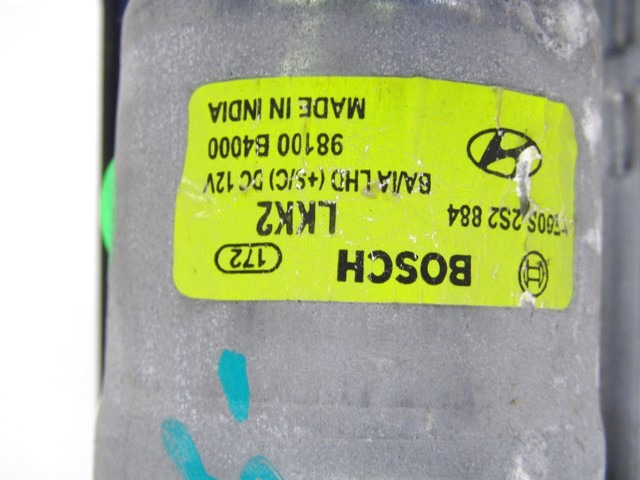 BOSCH 172
2S2 884 LKK2
BA/IA LHD (+S/C) DC 12V
98100 B4000
MADE IN INDIA